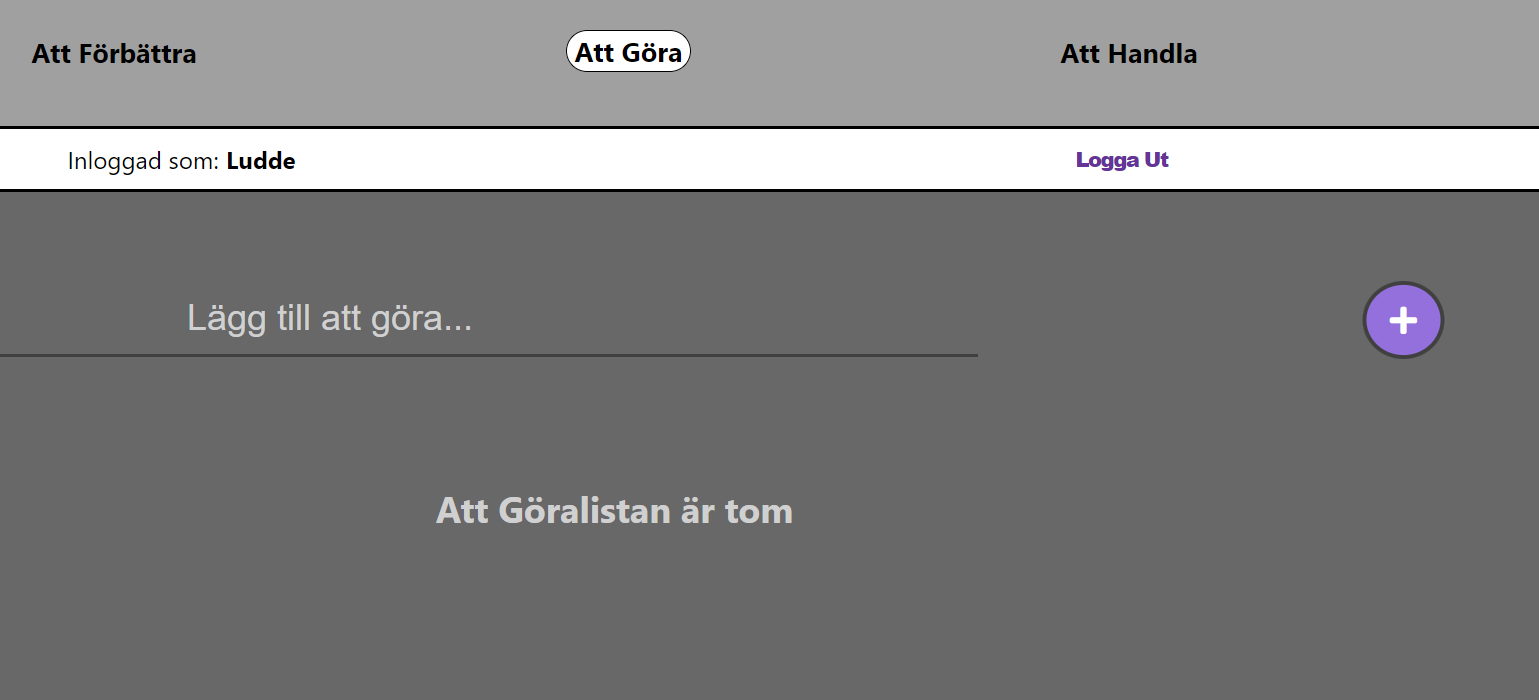 Att Förbättra
Att Göra
Att Handla
Inloggad som: Ludde
Logga Ut
Lägg till att göra...
Att Göralistan är tom